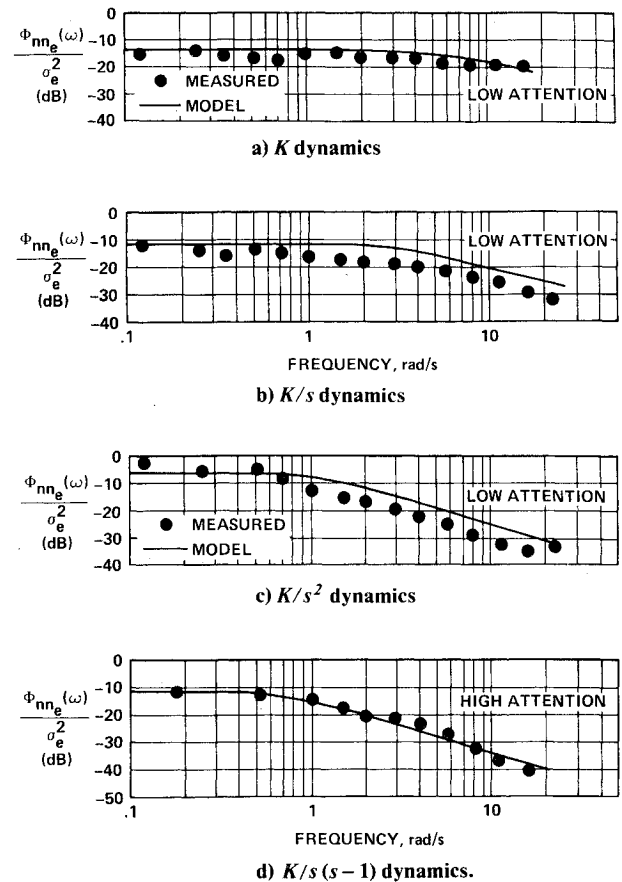 Φnne(ω)
σe²
(dB)
0
-10
-20
-30
-40
MEASURED
MODEL
LOW ATTENTION
a) K dynamics
Φnne(ω)
σe²
(dB)
0
-10
-20
-30
-40
LOW ATTENTION
.1
1
10
FREQUENCY, rad/s
b) K/s dynamics
Φnne(ω)
σe²
(dB)
0
-10
-20
-30
-40
MEASURED
MODEL
LOW ATTENTION
c) K/s² dynamics
Φnne(ω)
σe²
(dB)
0
-10
-20
-30
-40
-50
HIGH ATTENTION
.1
1
10
FREQUENCY, rad/s
d) K/s (s – 1) dynamics.